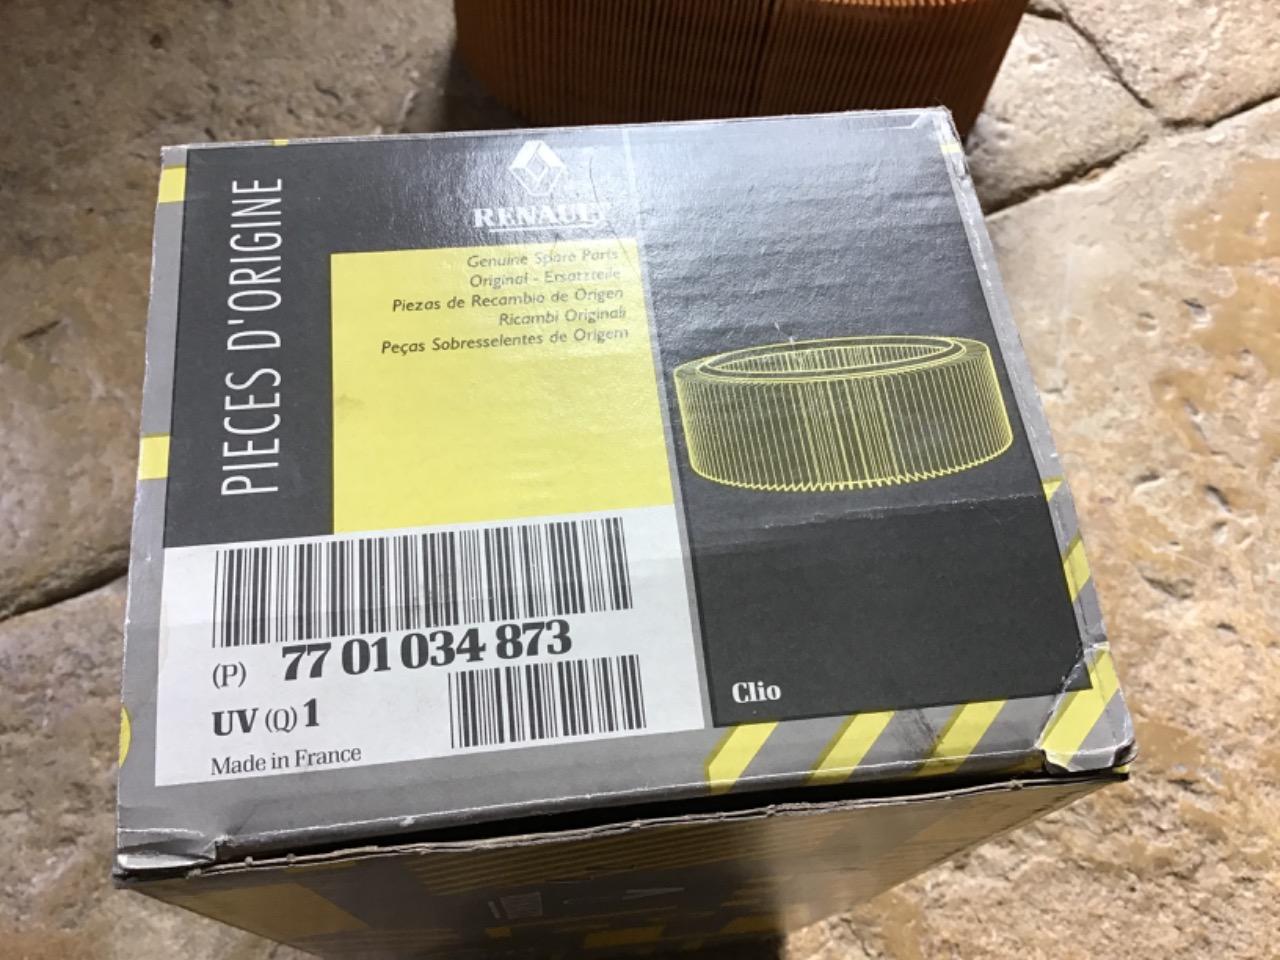 PIECES D'ORIGINE
RENAULT
Genuine Spare Parts
Original - Ersatzteile
Piezas de Recambio de Origen
Ricambi Originali
Peças Sobresselentes de Origem
(P) 77 01 034 873
UV (Q) 1
Made in France
Clio